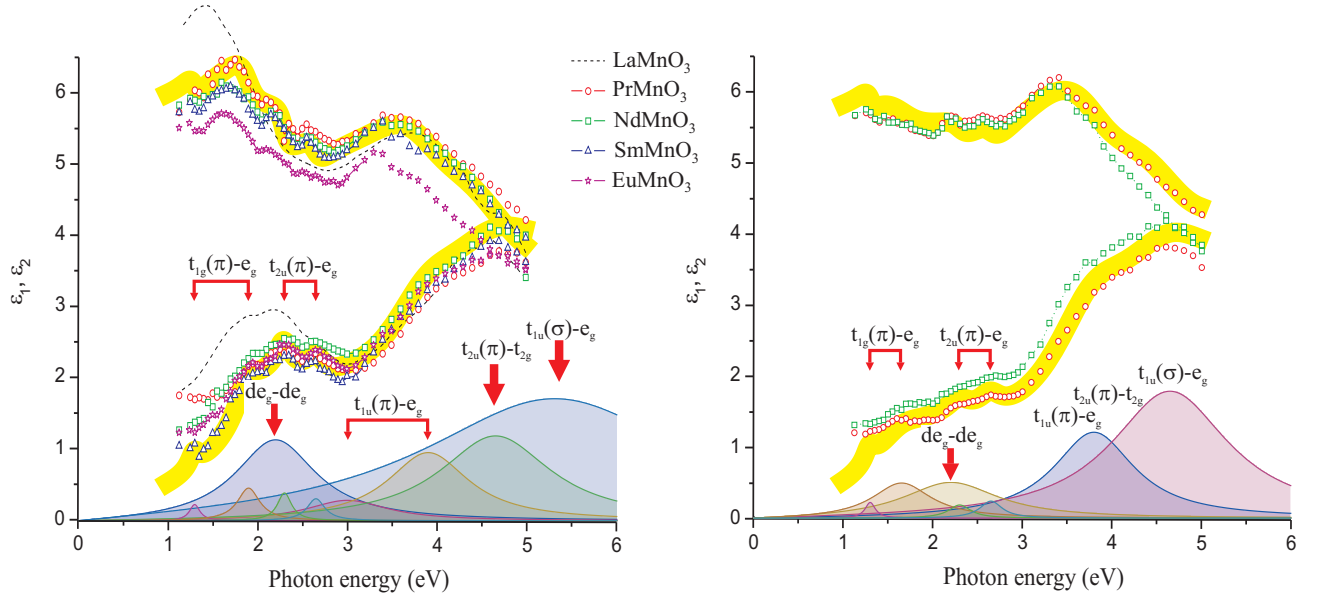 LaMnO₃
PrMnO₃
NdMnO₃
SmMnO₃
EuMnO₃
ε₁, ε₂
6
5
4
3
2
1
0
t₁g(π)-eg
t₂u(π)-eg
deg-deg
t₁u(π)-eg
t₂u(π)-t₂g
t₁u(σ)-eg
0 1 2 3 4 5 6
Photon energy (eV)
ε₁, ε₂
6
5
4
3
2
1
0
t₁g(π)-eg
t₂u(π)-eg
deg-deg
t₁u(π)-eg
t₂u(π)-t₂g
t₁u(σ)-eg
0 1 2 3 4 5 6
Photon energy (eV)